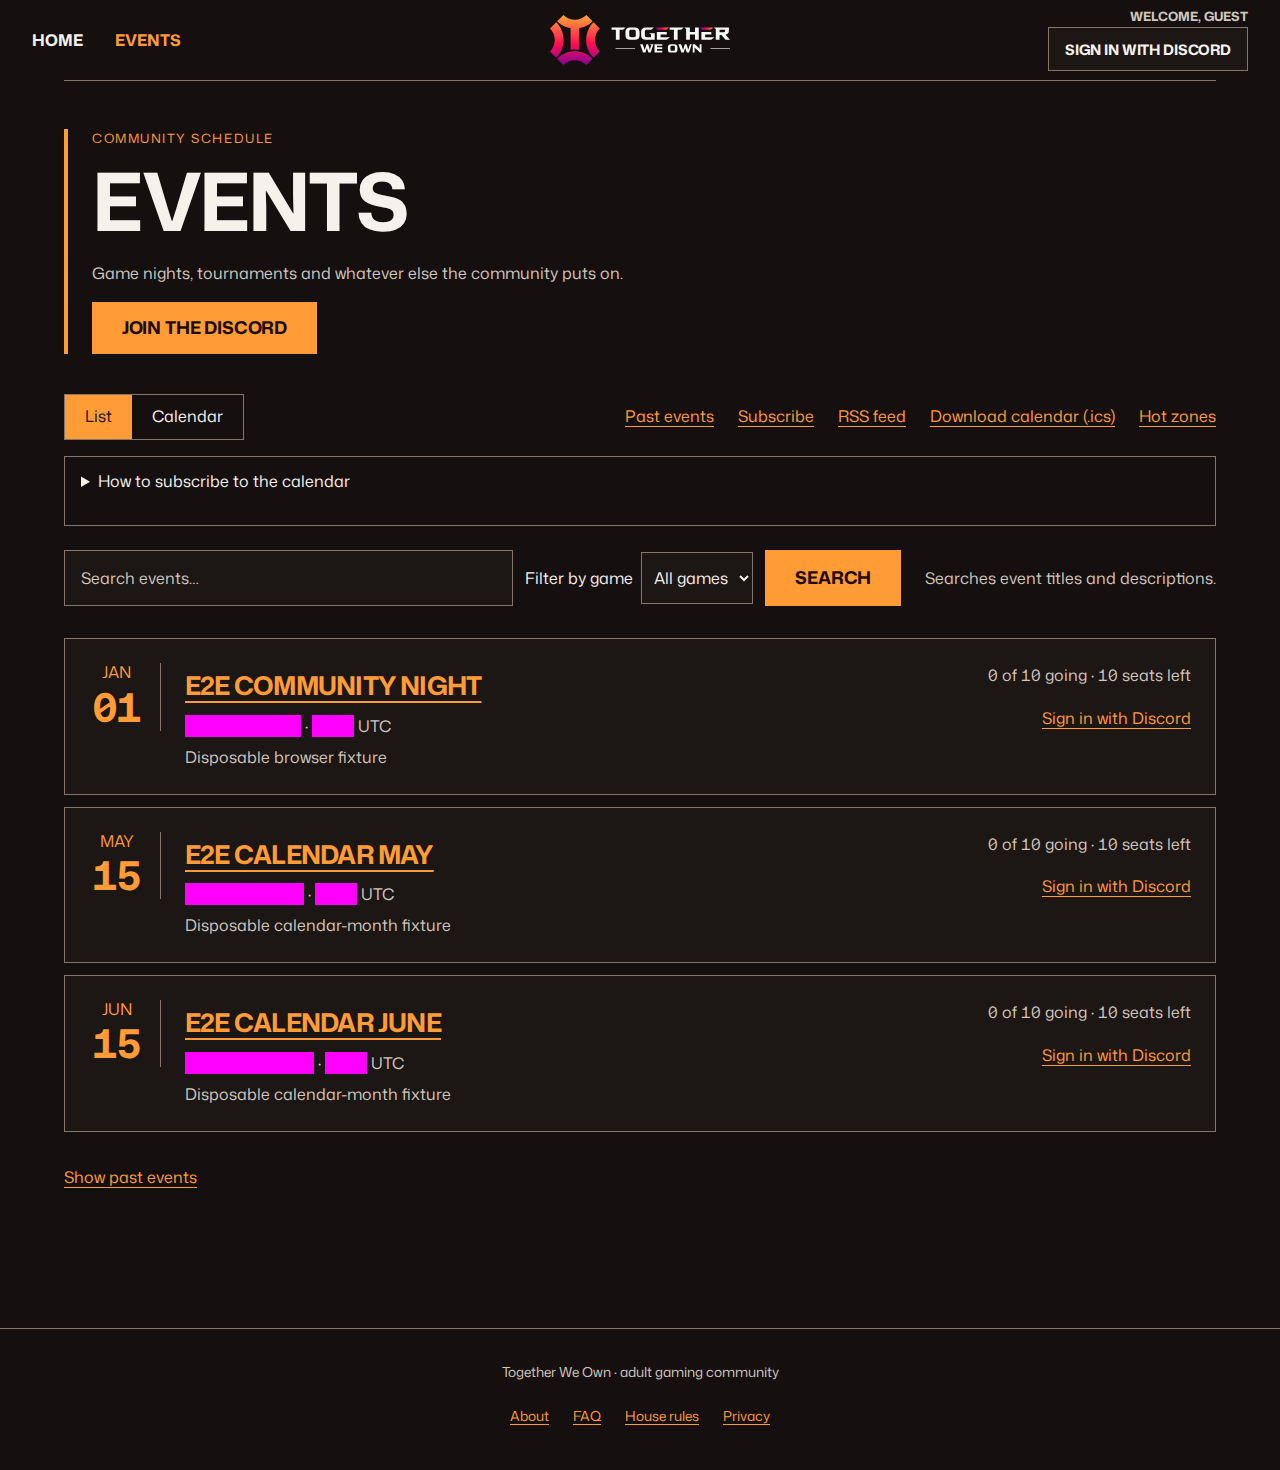 HOME EVENTS
TOGETHER
WE OWN
WELCOME, GUEST
SIGN IN WITH DISCORD
COMMUNITY SCHEDULE
EVENTS
Game nights, tournaments and whatever else the community puts on.
JOIN THE DISCORD
List Calendar Past events Subscribe RSS feed Download calendar (.ics) Hot zones
How to subscribe to the calendar
Search events... Filter by game All games SEARCH Searches event titles and descriptions.
JAN
01
E2E COMMUNITY NIGHT
· UTC
Disposable browser fixture
0 of 10 going · 10 seats left
Sign in with Discord
MAY
15
E2E CALENDAR MAY
· UTC
Disposable calendar-month fixture
0 of 10 going · 10 seats left
Sign in with Discord
JUN
15
E2E CALENDAR JUNE
· UTC
Disposable calendar-month fixture
0 of 10 going · 10 seats left
Sign in with Discord
Show past events
Together We Own · adult gaming community
About FAQ House rules Privacy